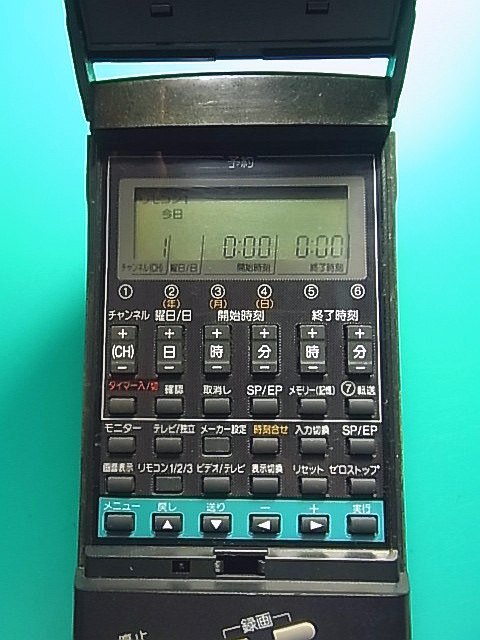 今日
1 0:00 0:00
チャンネル(CH) 曜日/日 開始時刻 終了時刻
① ② ③ ④ ⑤ ⑥
(年) (月) (日)
チャンネル 曜日/日 開始時刻 終了時刻
+ + + + + +
(CH) 日 時 分 時 分
− − − − − −
タイマー入/切 確認 取消し SP/EP メモリー(記憶) ⑦転送
モニター テレビ/独立 メーカー設定 時刻合せ 入力切換 SP/EP
画面表示 リモコン1/2/3 ビデオ/テレビ 表示切換 リセット ゼロストップ
メニュー 戻し 送り − + 実行
▲ ▼ ◀ ▶
録画
停止